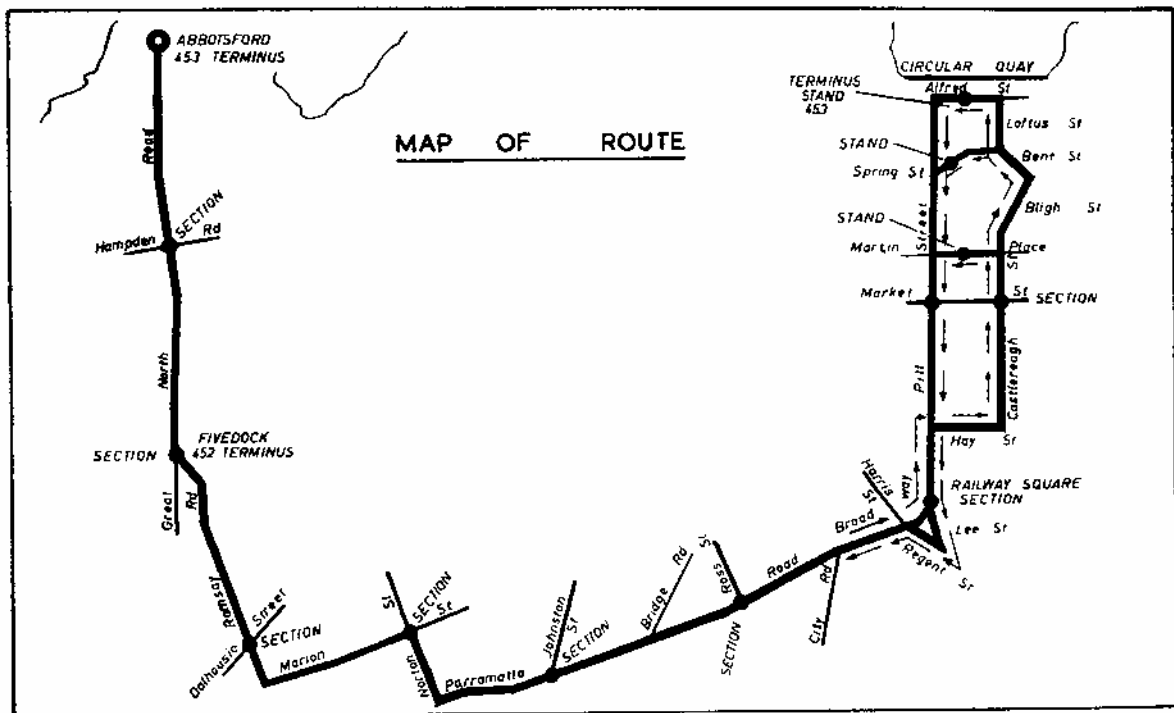 ABBOTSFORD
453 TERMINUS
CIRCULAR QUAY
TERMINUS
STAND
453
Alfred St
Loftus St
MAP OF ROUTE
STAND
Bent St
Spring St
Bligh St
Road
SECTION
Hampden Rd
STAND
Street
Martin Place
St
Market St SECTION
North
Pitt
Castlereagh
Hay St
FIVEDOCK
SECTION 452 TERMINUS
Great
Rd
Harris
St
way
RAILWAY SQUARE
SECTION
Broad
Lee St
Regent
St
Ramsay
Street
Dalhousie
SECTION
Marion
St
SECTION
St
Norton
Parramatta
Johnston
St
SECTION
Bridge Rd
Ross St
SECTION
Road
City Rd